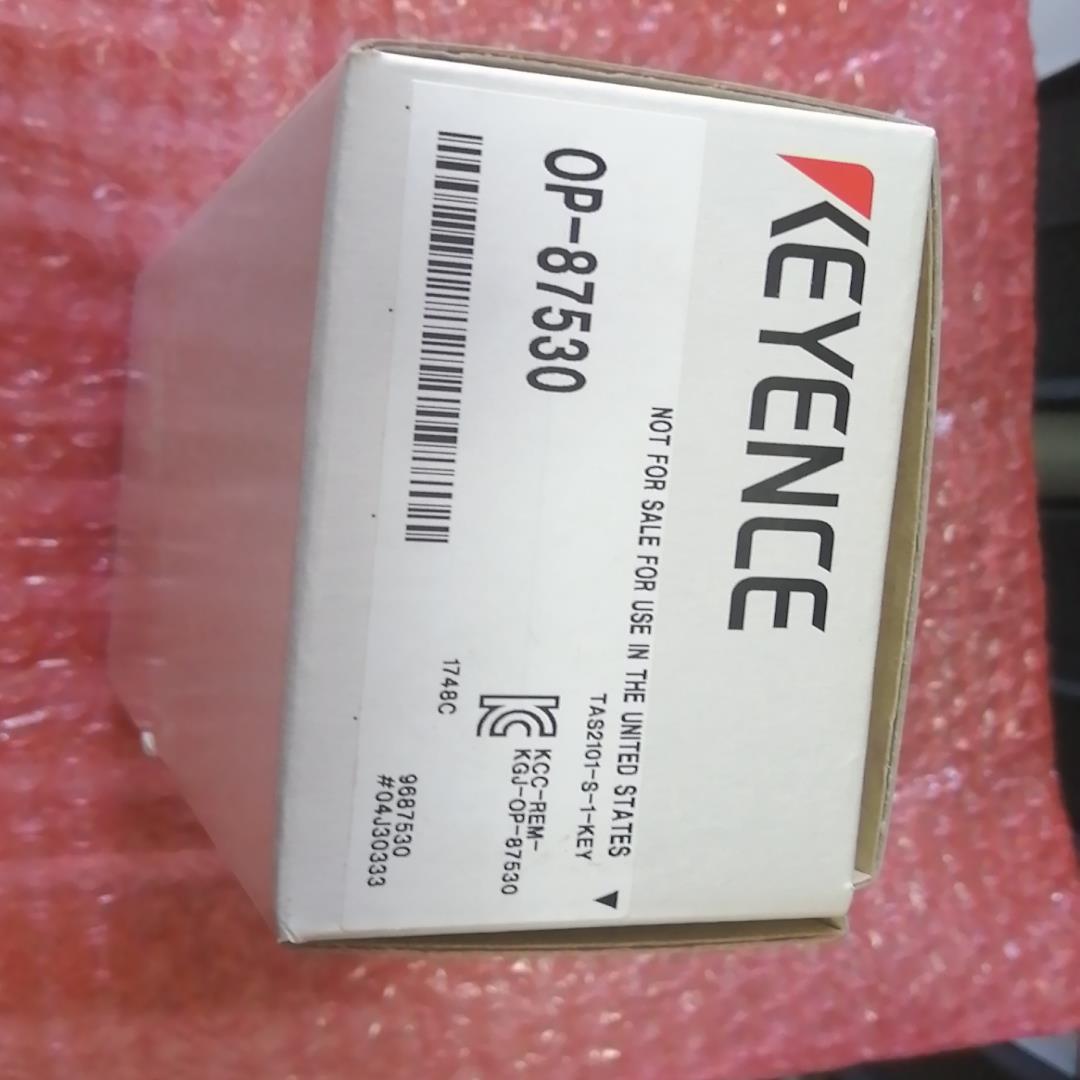 KEYENCE
NOT FOR SALE FOR USE IN THE UNITED STATES
TAS2101-S-1-KEY
OP-87530
KCC-REM-
KGJ-OP-87530
1748C
9687530
#04J30333